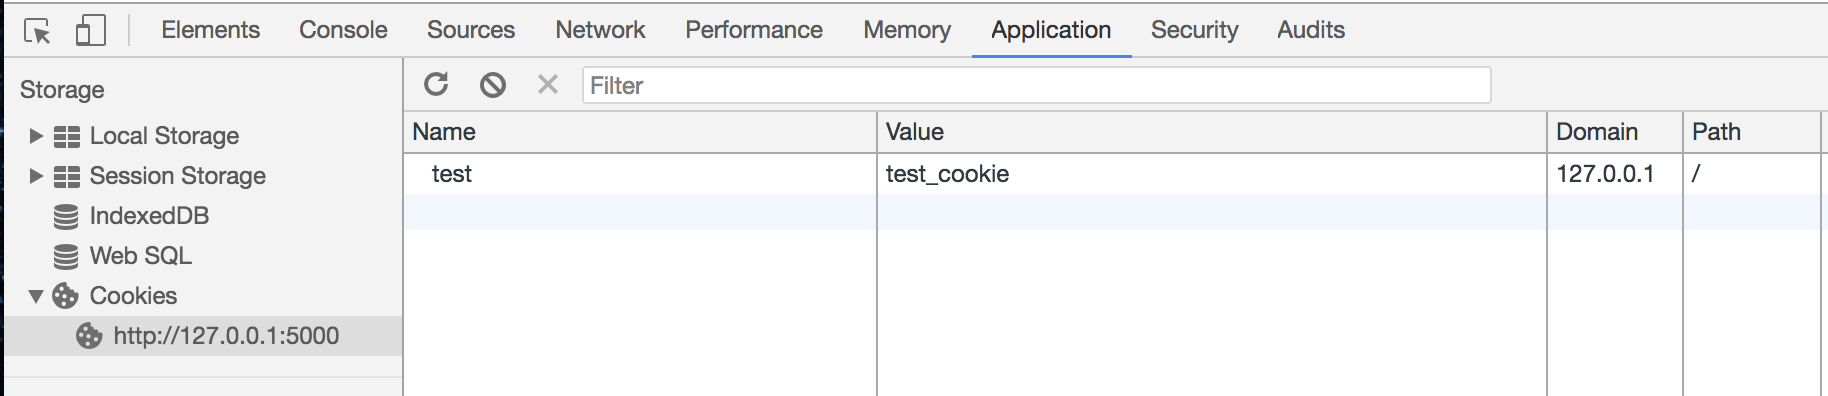 Elements Console Sources Network Performance Memory Application Security Audits
Storage
Local Storage
Session Storage
IndexedDB
Web SQL
Cookies
http://127.0.0.1:5000
Filter
Name Value Domain Path
test test_cookie 127.0.0.1 /